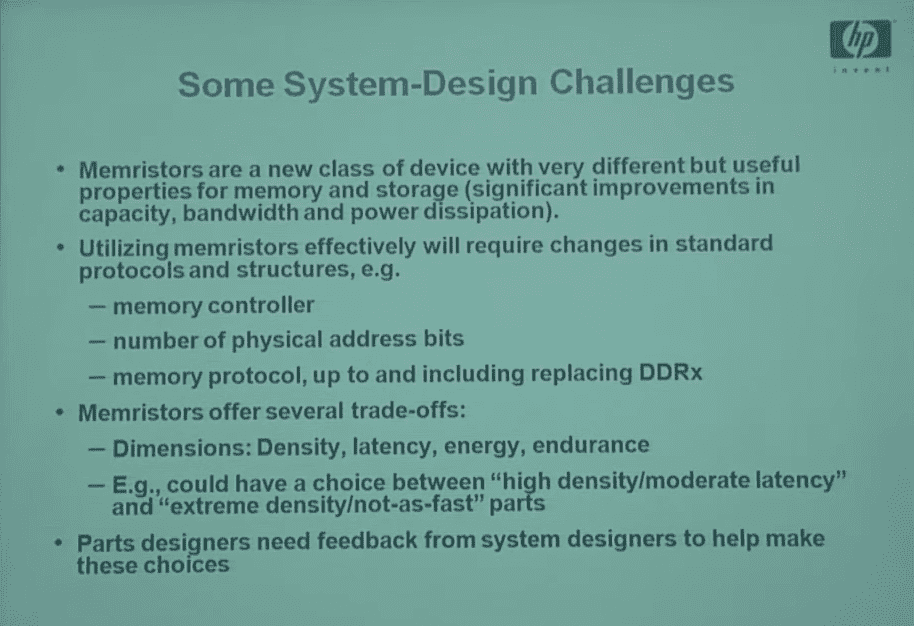 hp
invent
Some System-Design Challenges
• Memristors are a new class of device with very different but useful
properties for memory and storage (significant improvements in
capacity, bandwidth and power dissipation).
• Utilizing memristors effectively will require changes in standard
protocols and structures, e.g.
– memory controller
– number of physical address bits
– memory protocol, up to and including replacing DDRx
• Memristors offer several trade-offs:
– Dimensions: Density, latency, energy, endurance
– E.g., could have a choice between “high density/moderate latency”
and “extreme density/not-as-fast” parts
• Parts designers need feedback from system designers to help make
these choices